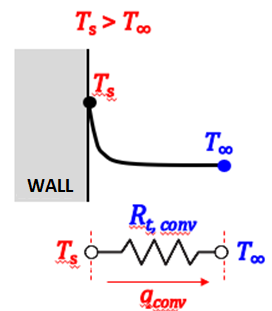 Tₛ > T∞
Tₛ
T∞
WALL
Rₜ, conv
Tₛ T∞
qconv